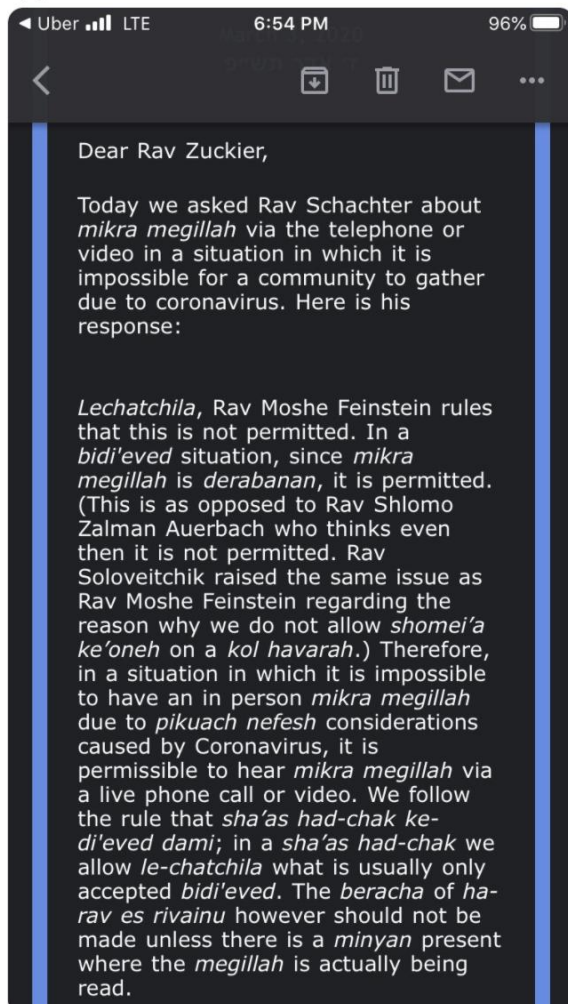 Uber LTE 6:54 PM 96%
Dear Rav Zuckier,
Today we asked Rav Schachter about
mikra megillah via the telephone or
video in a situation in which it is
impossible for a community to gather
due to coronavirus. Here is his
response:
Lechatchila, Rav Moshe Feinstein rules
that this is not permitted. In a
bidi'eved situation, since mikra
megillah is derabanan, it is permitted.
(This is as opposed to Rav Shlomo
Zalman Auerbach who thinks even
then it is not permitted. Rav
Soloveitchik raised the same issue as
Rav Moshe Feinstein regarding the
reason why we do not allow shomei’a
ke’oneh on a kol havarah.) Therefore,
in a situation in which it is impossible
to have an in person mikra megillah
due to pikuach nefesh considerations
caused by Coronavirus, it is
permissible to hear mikra megillah via
a live phone call or video. We follow
the rule that sha’as had-chak ke-
di'eved dami; in a sha’as had-chak we
allow le-chatchila what is usually only
accepted bidi'eved. The beracha of ha-
rav es rivainu however should not be
made unless there is a minyan present
where the megillah is actually being
read.